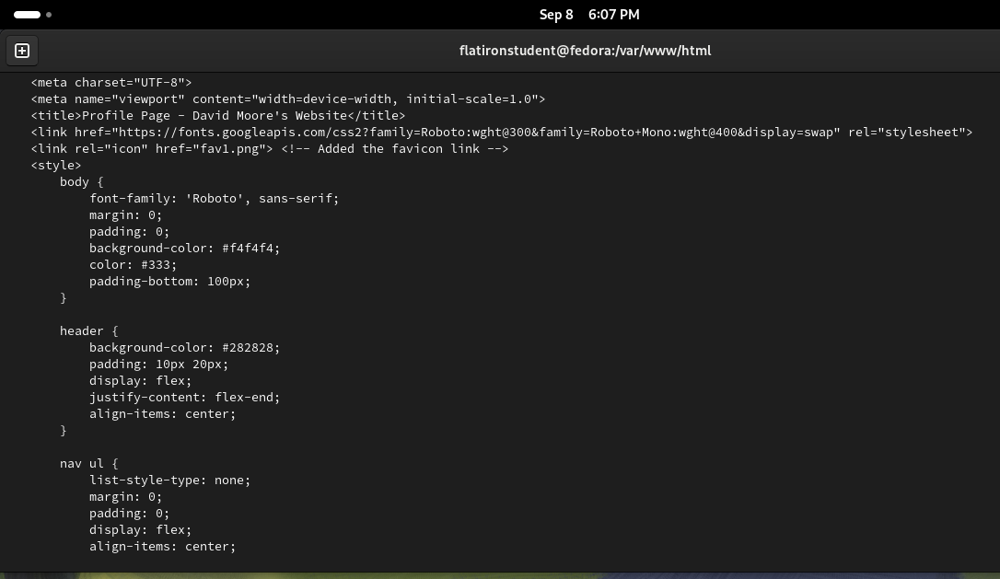 Sep 8 6:07 PM
flatironstudent@fedora:/var/www/html
<meta charset="UTF-8">
<meta name="viewport" content="width=device-width, initial-scale=1.0">
<title>Profile Page - David Moore's Website</title>
<link href="https://fonts.googleapis.com/css2?family=Roboto:wght@300&family=Roboto+Mono:wght@400&display=swap" rel="stylesheet">
<link rel="icon" href="fav1.png"> <!-- Added the favicon link -->
<style>
    body {
        font-family: 'Roboto', sans-serif;
        margin: 0;
        padding: 0;
        background-color: #f4f4f4;
        color: #333;
        padding-bottom: 100px;
    }
    header {
        background-color: #282828;
        padding: 10px 20px;
        display: flex;
        justify-content: flex-end;
        align-items: center;
    }
    nav ul {
        list-style-type: none;
        margin: 0;
        padding: 0;
        display: flex;
        align-items: center;